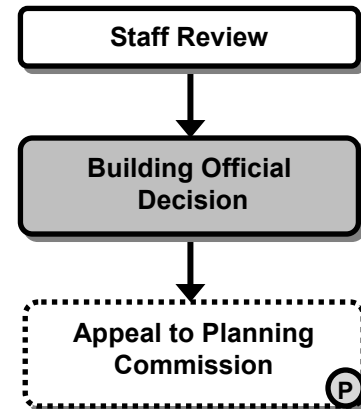 Staff Review
Building Official
Decision
Appeal to Planning
Commission
P